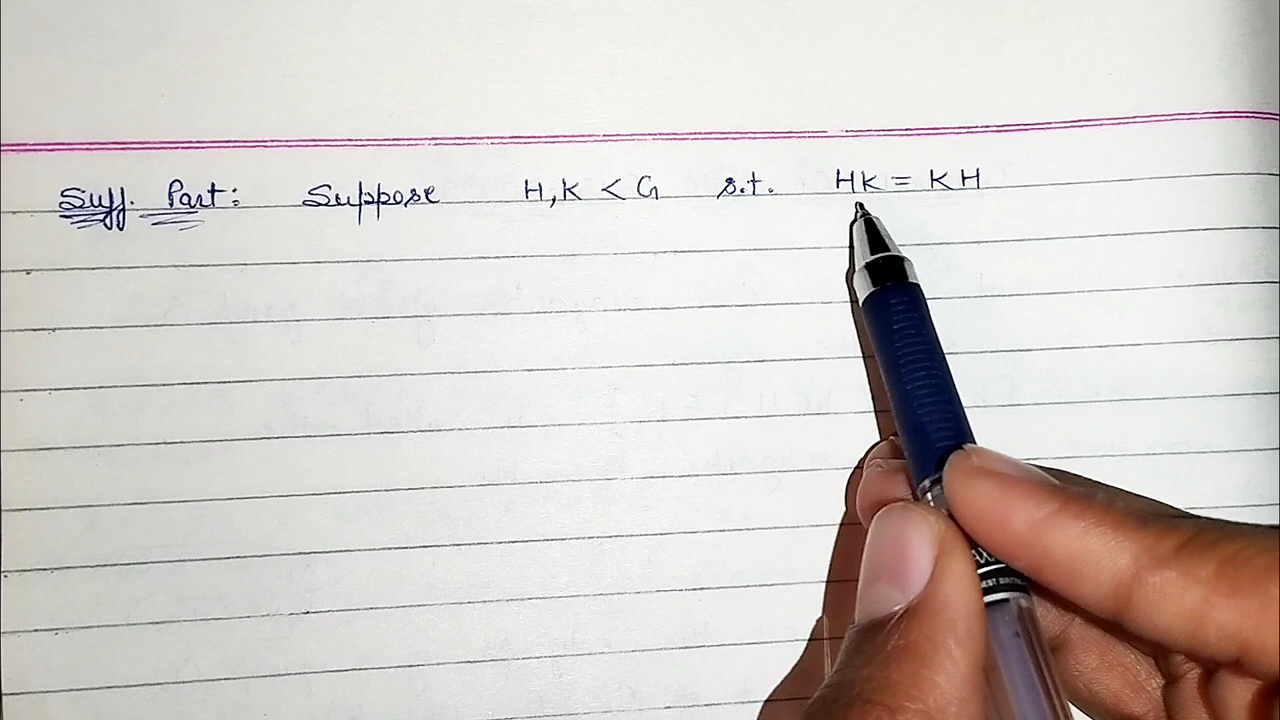 Suff. Part: Suppose H, K < G s.t. HK = KH